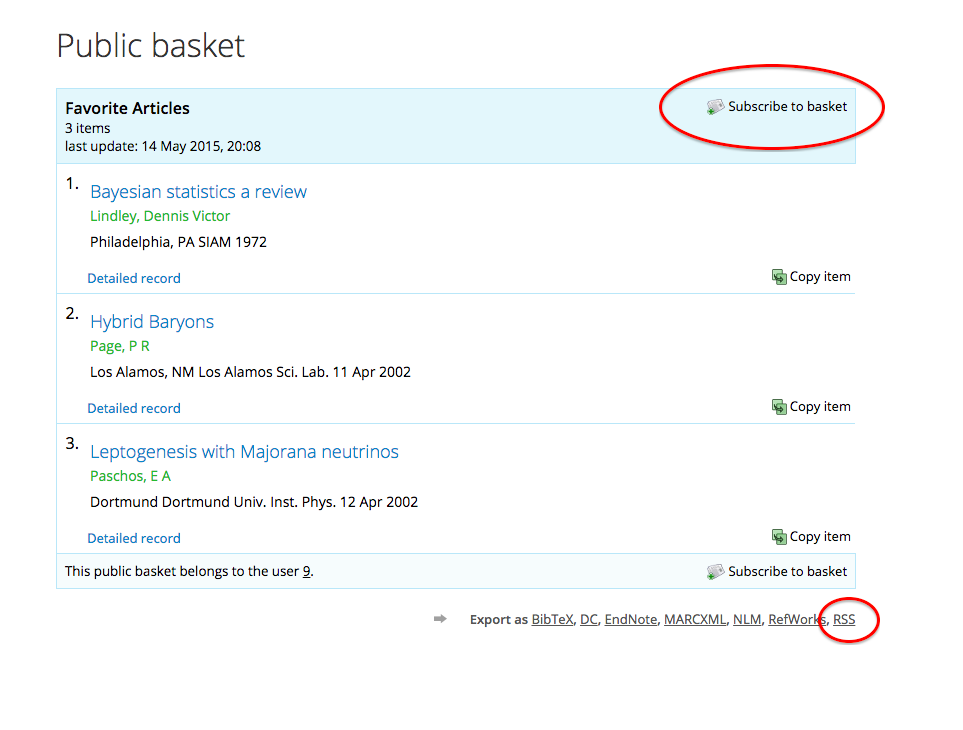 Public basket
Favorite Articles
Subscribe to basket
3 items
last update: 14 May 2015, 20:08
1.
Bayesian statistics a review
Lindley, Dennis Victor
Philadelphia, PA SIAM 1972
Detailed record
Copy item
2.
Hybrid Baryons
Page, P R
Los Alamos, NM Los Alamos Sci. Lab. 11 Apr 2002
Detailed record
Copy item
3.
Leptogenesis with Majorana neutrinos
Paschos, E A
Dortmund Dortmund Univ. Inst. Phys. 12 Apr 2002
Detailed record
Copy item
This public basket belongs to the user 9.
Subscribe to basket
Export as BibTeX, DC, EndNote, MARCXML, NLM, RefWorks, RSS